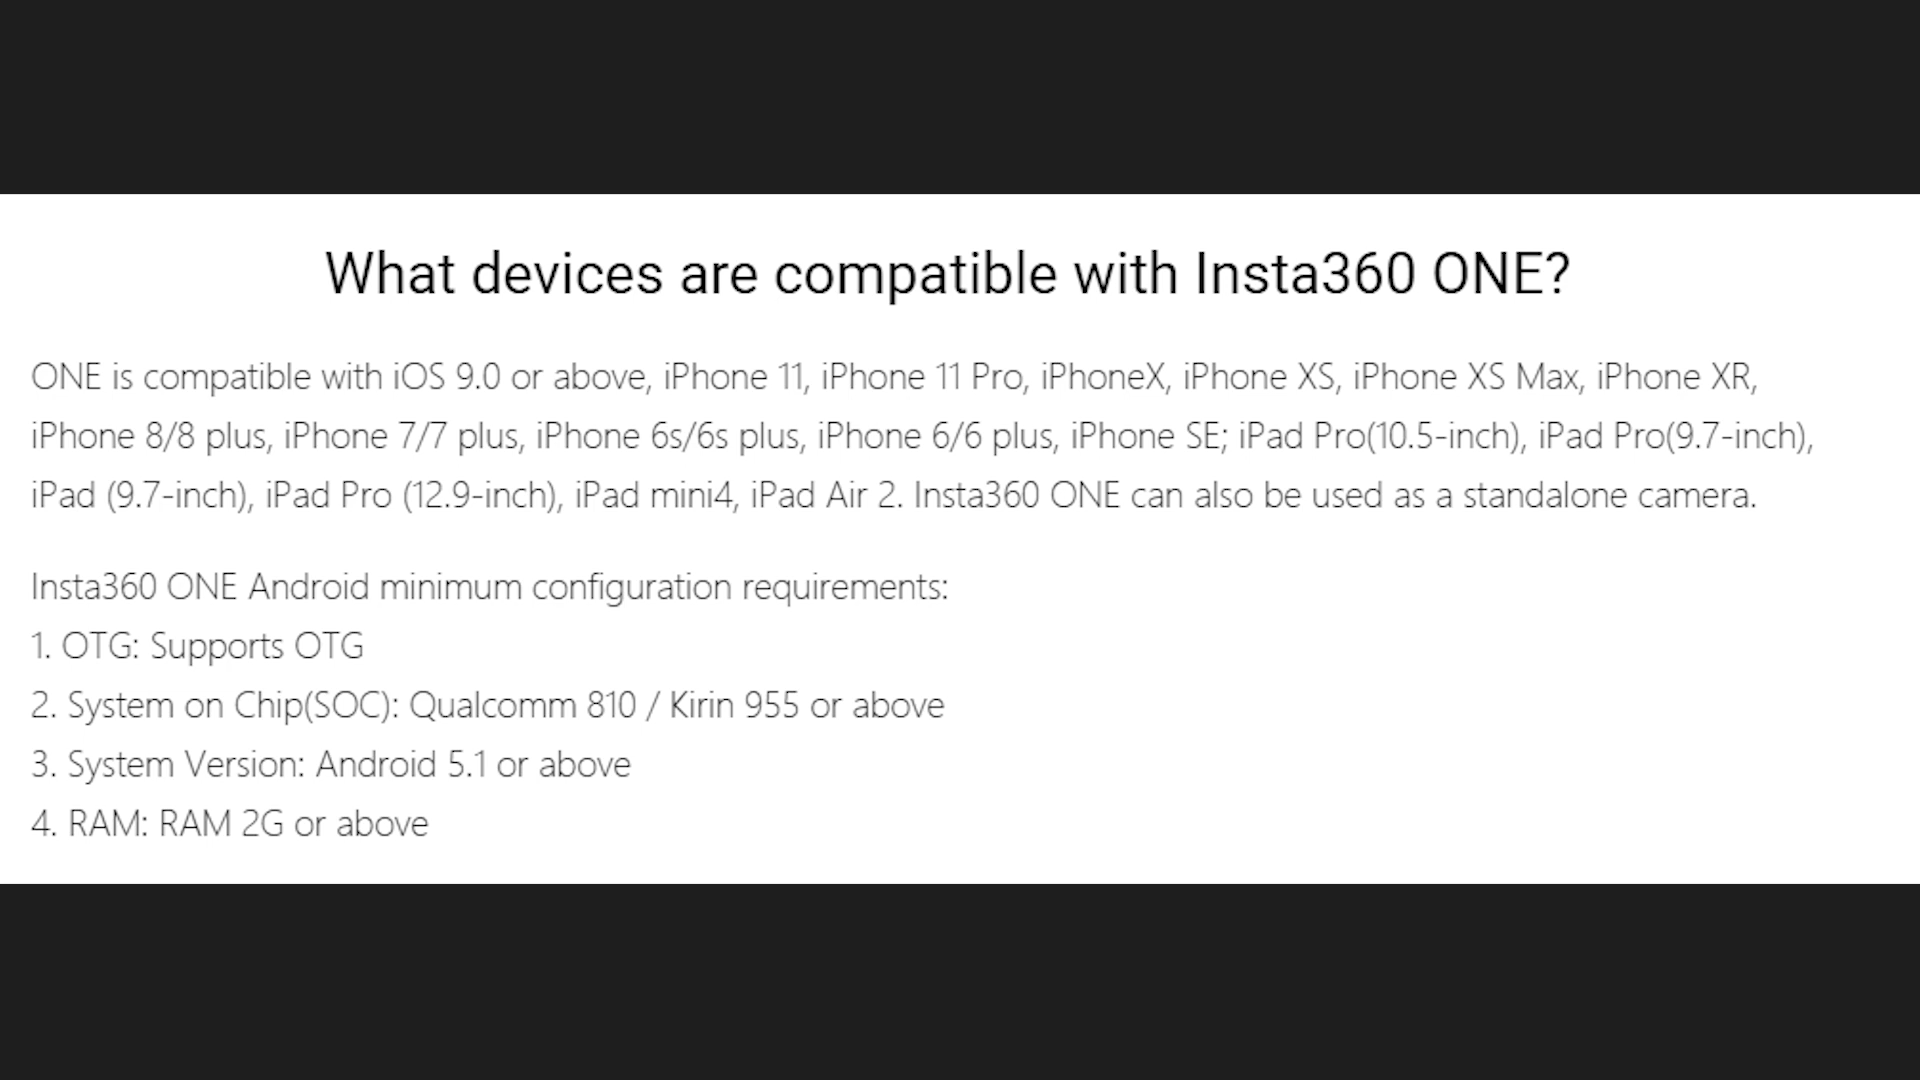 What devices are compatible with Insta360 ONE?
ONE is compatible with iOS 9.0 or above, iPhone 11, iPhone 11 Pro, iPhoneX, iPhone XS, iPhone XS Max, iPhone XR,
iPhone 8/8 plus, iPhone 7/7 plus, iPhone 6s/6s plus, iPhone 6/6 plus, iPhone SE; iPad Pro(10.5-inch), iPad Pro(9.7-inch),
iPad (9.7-inch), iPad Pro (12.9-inch), iPad mini4, iPad Air 2. Insta360 ONE can also be used as a standalone camera.
Insta360 ONE Android minimum configuration requirements:
1. OTG: Supports OTG
2. System on Chip(SOC): Qualcomm 810 / Kirin 955 or above
3. System Version: Android 5.1 or above
4. RAM: RAM 2G or above